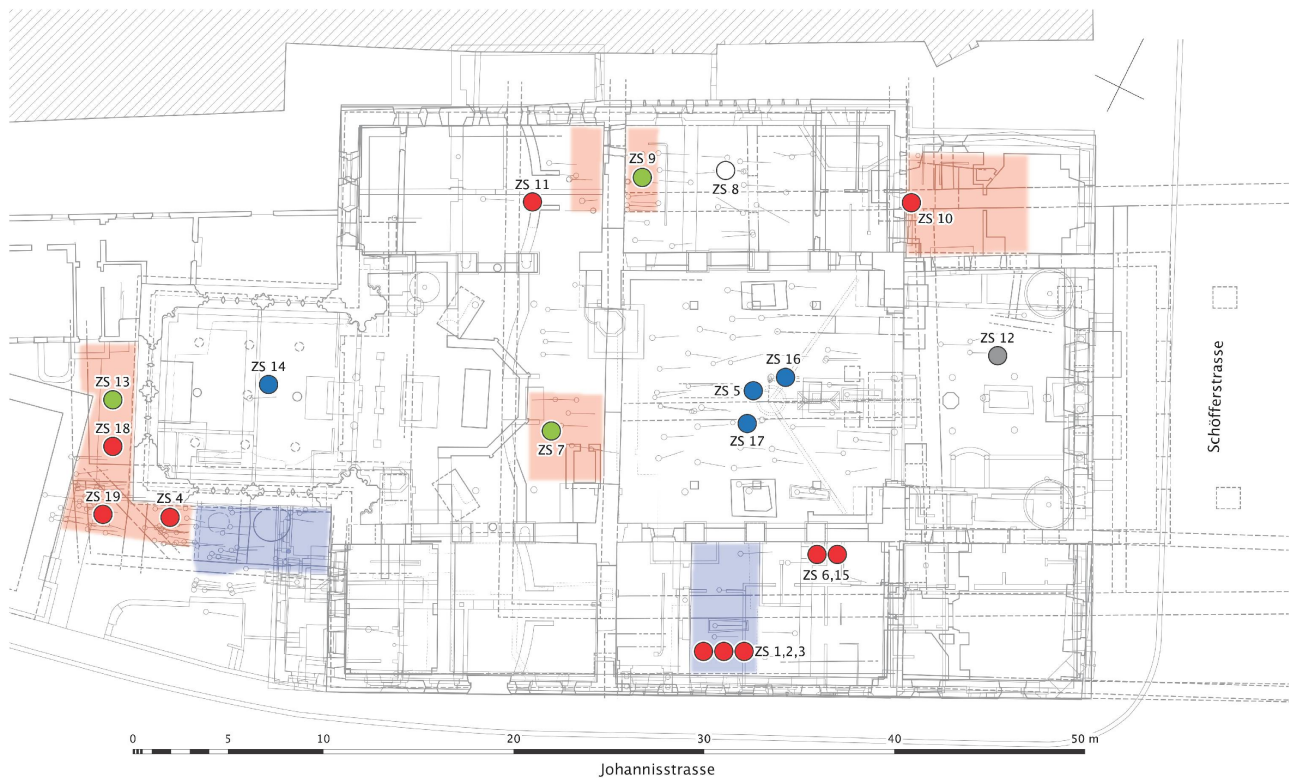 ZS 9
ZS 8
ZS 11
ZS 10
ZS 12
ZS 14
ZS 16
ZS 5
ZS 13
ZS 17
ZS 7
ZS 18
ZS 19
ZS 4
ZS 6,15
ZS 1,2,3
Schöfferstrasse
0 5 10 20 30 40 50 m
Johannisstrasse